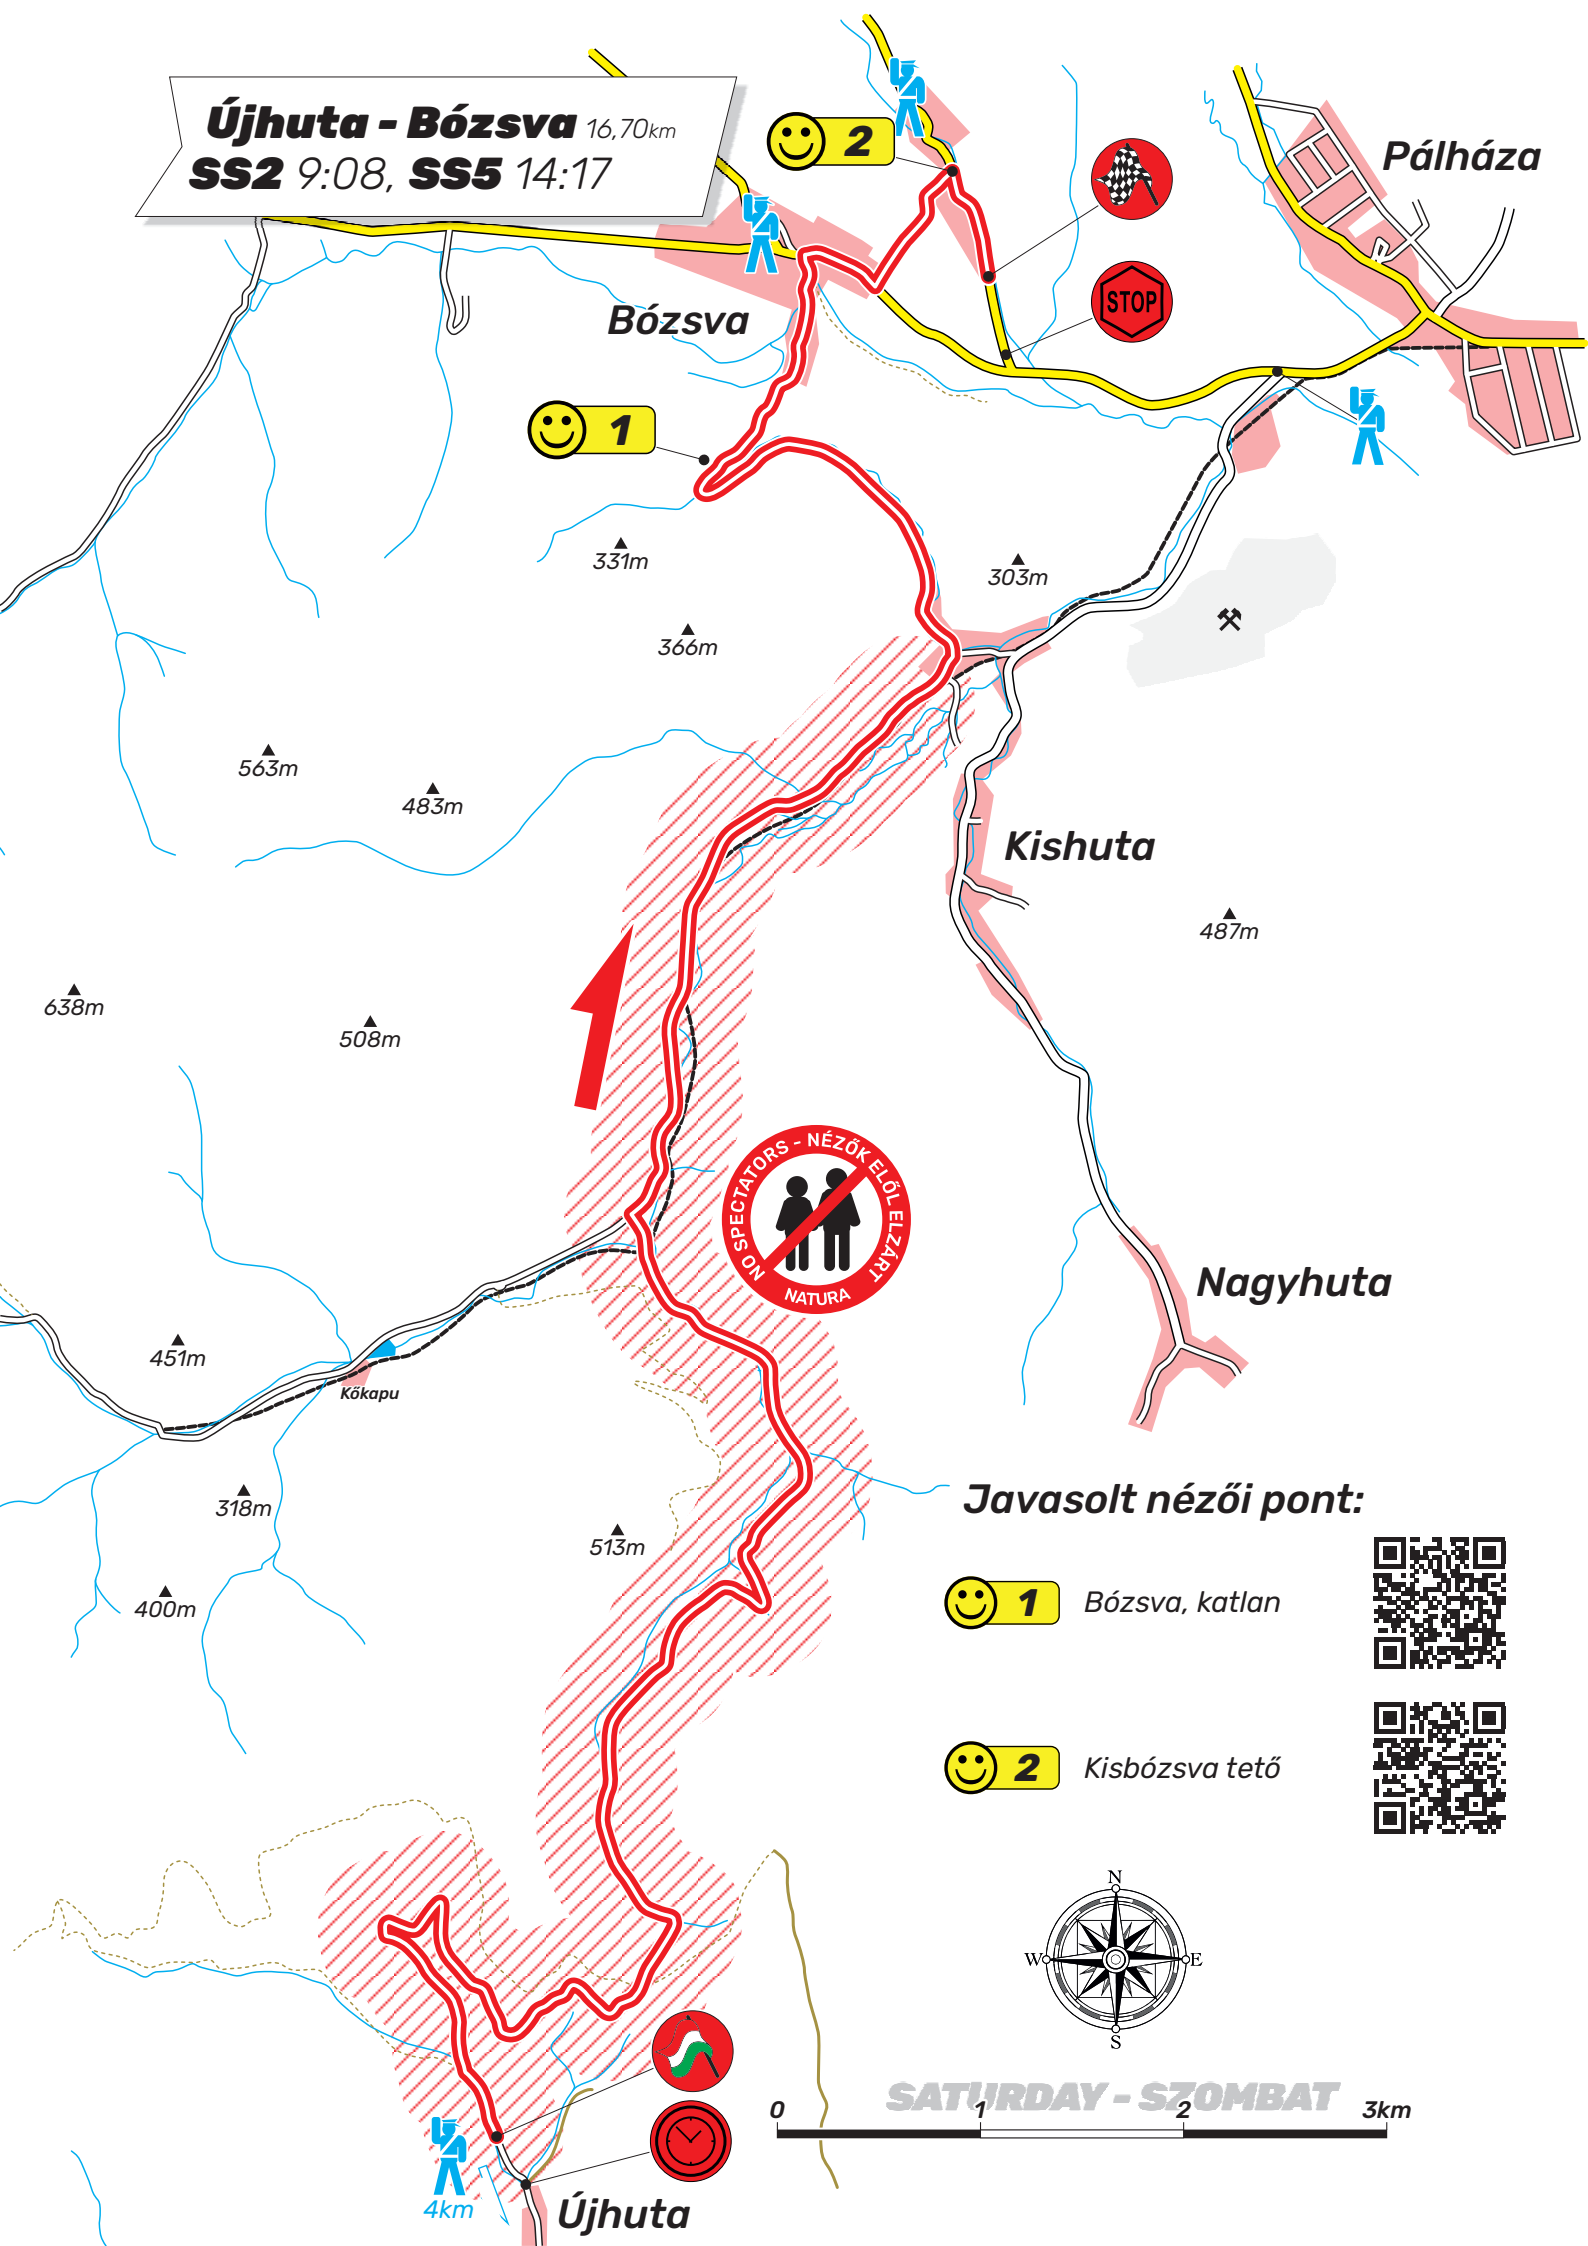 Újhuta - Bózsva 16,70km
SS2 9:08, SS5 14:17
2
Pálháza
STOP
Bózsva
1
331m
303m
366m
563m
483m
Kishuta
487m
638m
508m
NO SPECTATORS - NÉZŐK ELŐL ELZÁRT
NATURA
Nagyhuta
451m
Kőkapu
Javasolt nézői pont:
318m
513m
1 Bózsva, katlan
400m
2 Kisbózsva tető
N
W E
S
SATURDAY - SZOMBAT
0 1 2 3km
4km
Újhuta